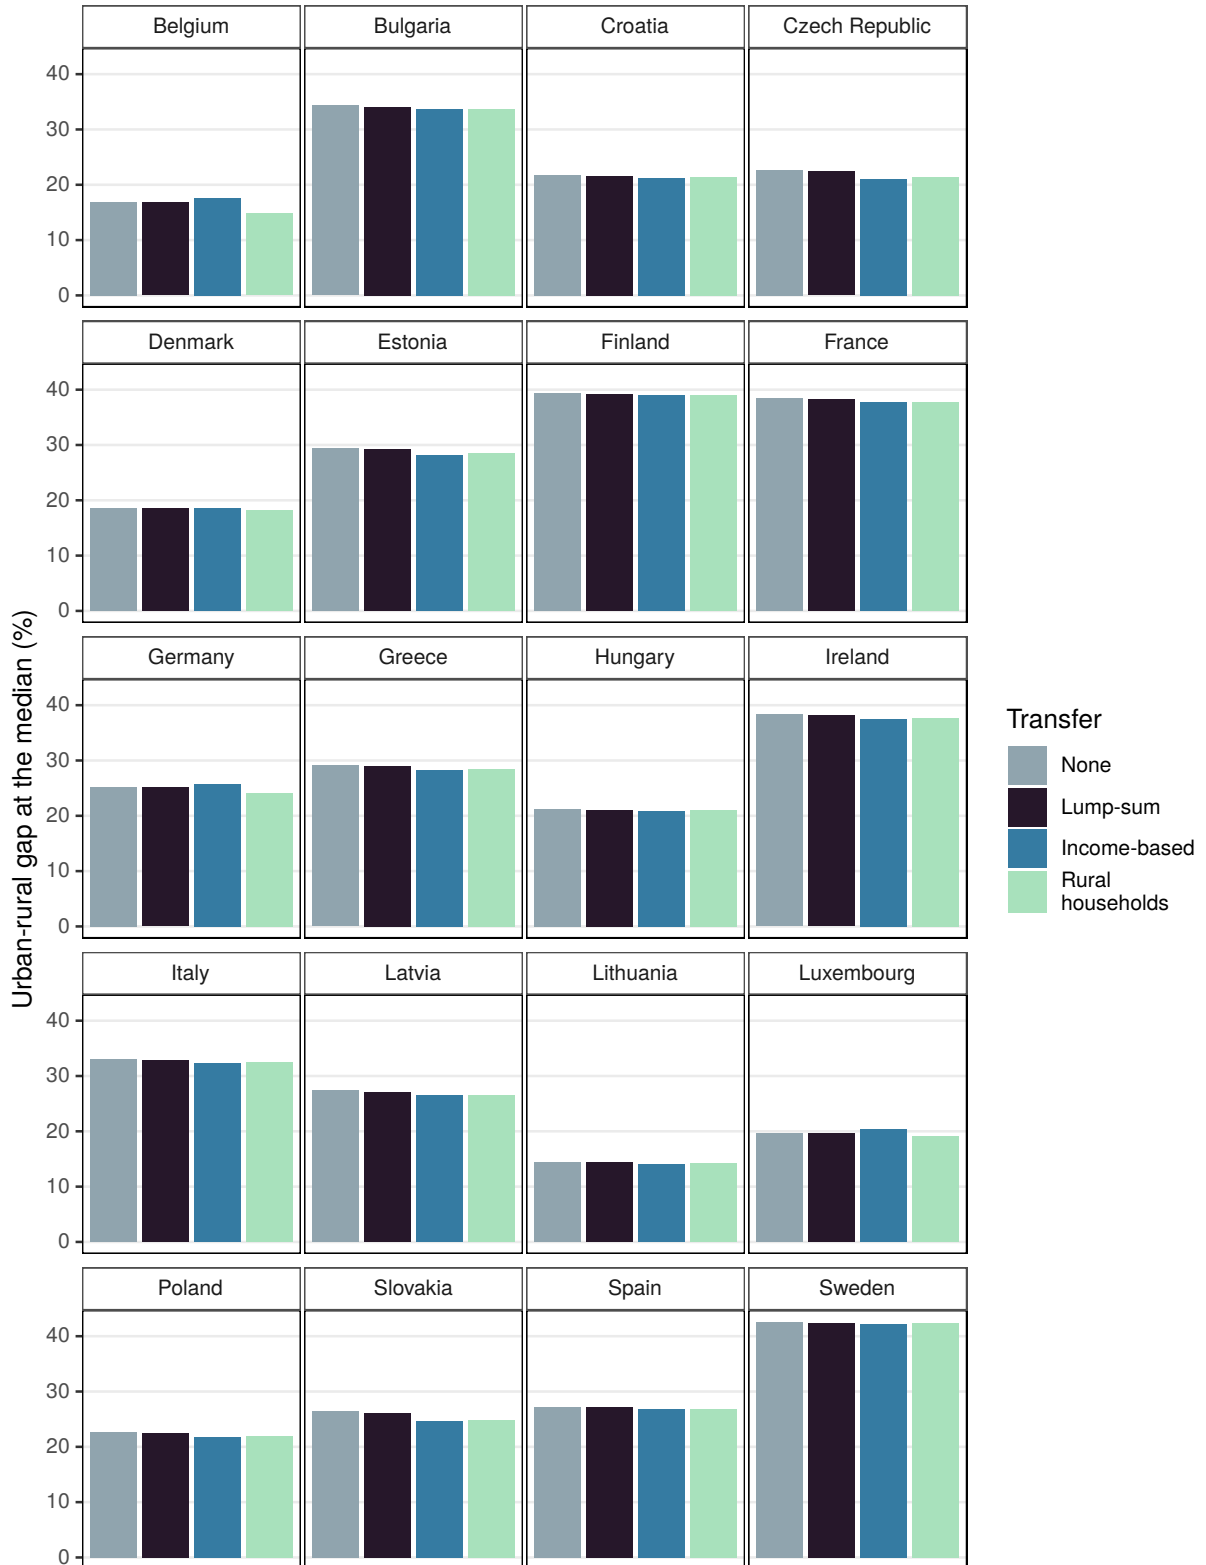 Belgium Bulgaria Croatia Czech Republic
40
30
20
10
0
Denmark Estonia Finland France
40
30
20
10
0
Urban-rural gap at the median (%)
Germany Greece Hungary Ireland
40
30
20
10
0
Transfer
None
Lump-sum
Income-based
Rural
households
Italy Latvia Lithuania Luxembourg
40
30
20
10
0
Poland Slovakia Spain Sweden
40
30
20
10
0